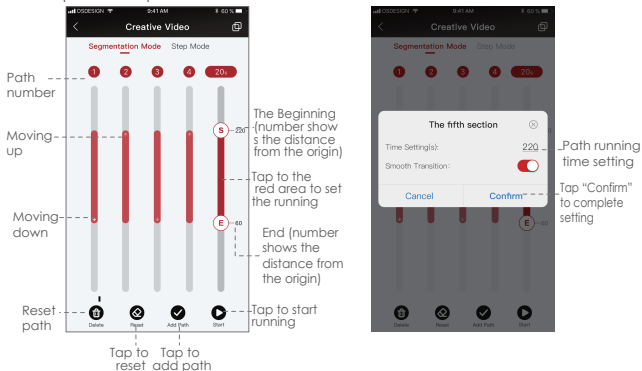 OSDESIGN 9:41AM 60%
Creative Video
Segmentation Mode Step Mode
Path
number
1 2 3 4 20s
Moving
up
Moving
down
S
220
The Beginning
(number show
s the distance
from the origin)
Tap to the
red area to set
the running
E
60
End (number
shows the
distance from
the origin)
Reset
path
Delete Reset Add Path Start
Tap to start
running
Tap to
reset
Tap to
add path
OSDESIGN 9:41AM 60%
Creative Video
Segmentation Mode Step Mode
1 2 3 4 20s
The fifth section
Time Setting(s): 220
Smooth Transition:
Cancel Confirm
Path running
time setting
Tap “Confirm”
to complete
setting
E
60
Delete Reset Add Path Start